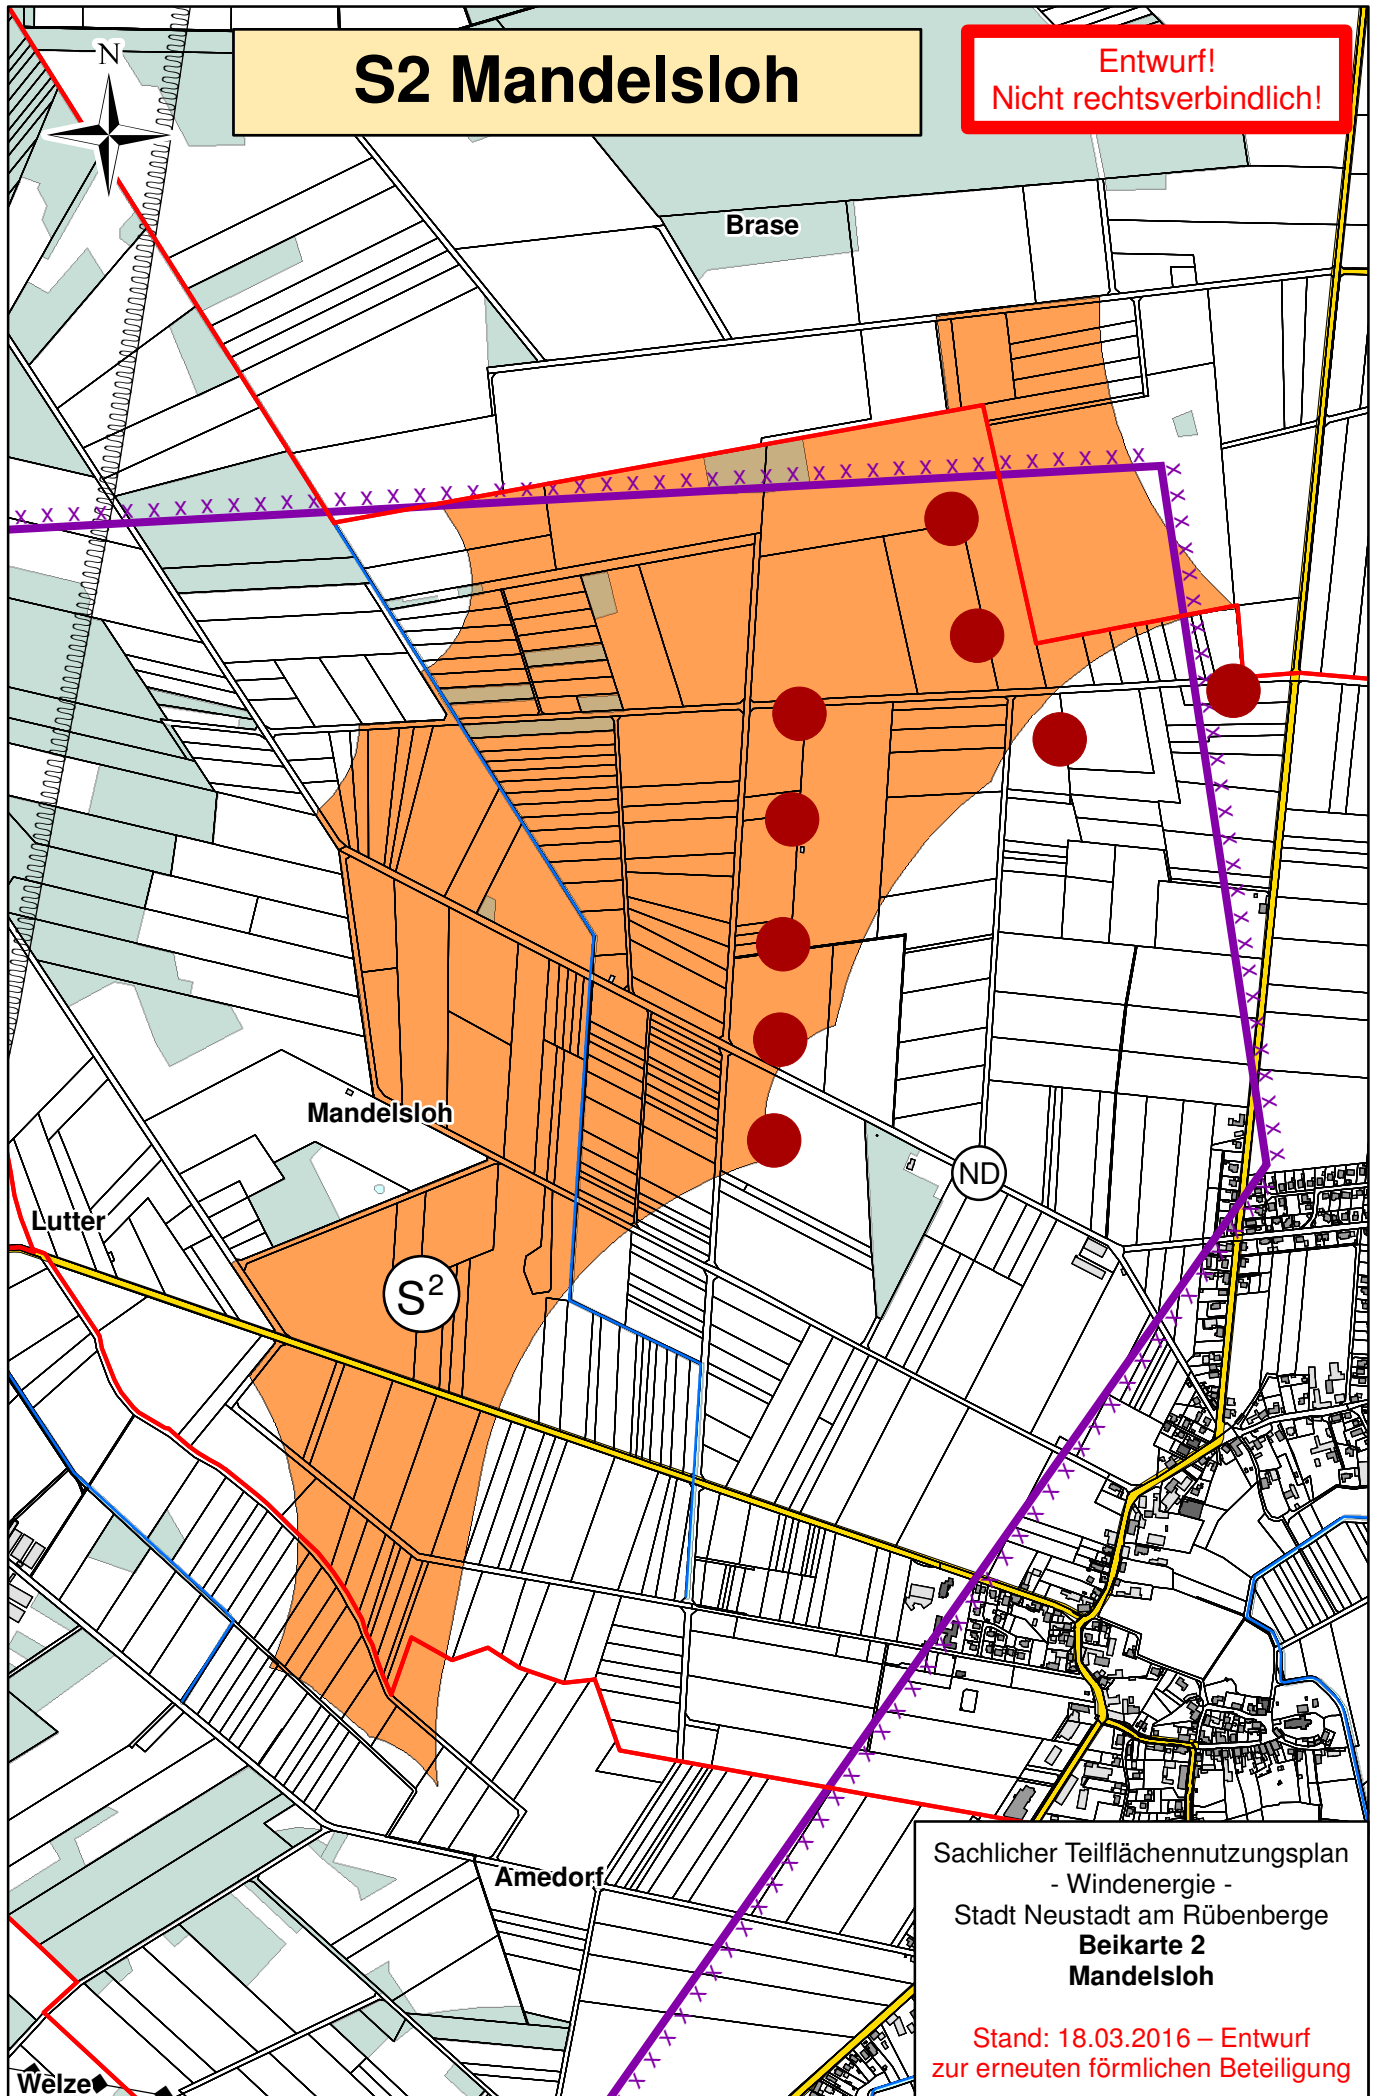 N
S2 Mandelsloh
Entwurf!
Nicht rechtsverbindlich!
Brase
Mandelsloh
ND
Lutter
S²
Amedorf
Welze
Sachlicher Teilflächennutzungsplan
- Windenergie -
Stadt Neustadt am Rübenberge
Beikarte 2
Mandelsloh
Stand: 18.03.2016 – Entwurf
zur erneuten förmlichen Beteiligung